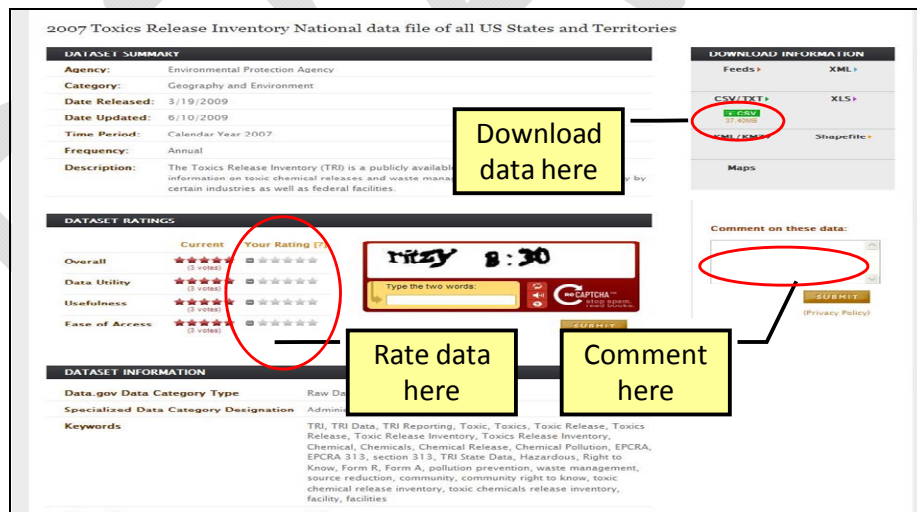 2007 Toxics Release Inventory National data file of all US States and Territories
DATASET SUMMARY
Agency: Environmental Protection Agency
Category: Geography and Environment
Date Released: 3/19/2009
Date Updated: 6/10/2009
Time Period: Calendar Year 2007
Frequency: Annual
Description: The Toxics Release Inventory (TRI) is a publicly
information on toxic chemical releases and waste by
certain industries as well as federal facilities.
DOWNLOAD INFORMATION
Feeds XML
CSV/TXT XLS
CSV
37.40MB
KML/KMZ Shapefile
Maps
Download
data here
DATASET RATINGS
Current Your Rating [?]
Overall
(3 votes)
Data Utility
(3 votes)
Usefulness
(3 votes)
Ease of Access
(3 votes)
ritzy 8:30
Type the two words:
reCAPTCHA™
stop spam.
read books.
SUBMIT
Comment on these data:
SUBMIT
(Privacy Policy)
Rate data
here
Comment
here
DATASET INFORMATION
Data.gov Data Category Type Raw
Specialized Data Category Designation
Keywords TRI, TRI Data, TRI Reporting, Toxic, Toxics, Toxic Release, Toxics
Release, Toxic Release Inventory, Toxics Release Inventory,
Chemical, Chemicals, Chemical Release, Chemical Pollution, EPCRA,
EPCRA 313, section 313, TRI State Data, Hazardous, Right to
Know, Form R, Form A, pollution prevention, waste management,
source reduction, community, community right to know, toxic
chemical release inventory, toxic chemicals release inventory,
facility, facilities